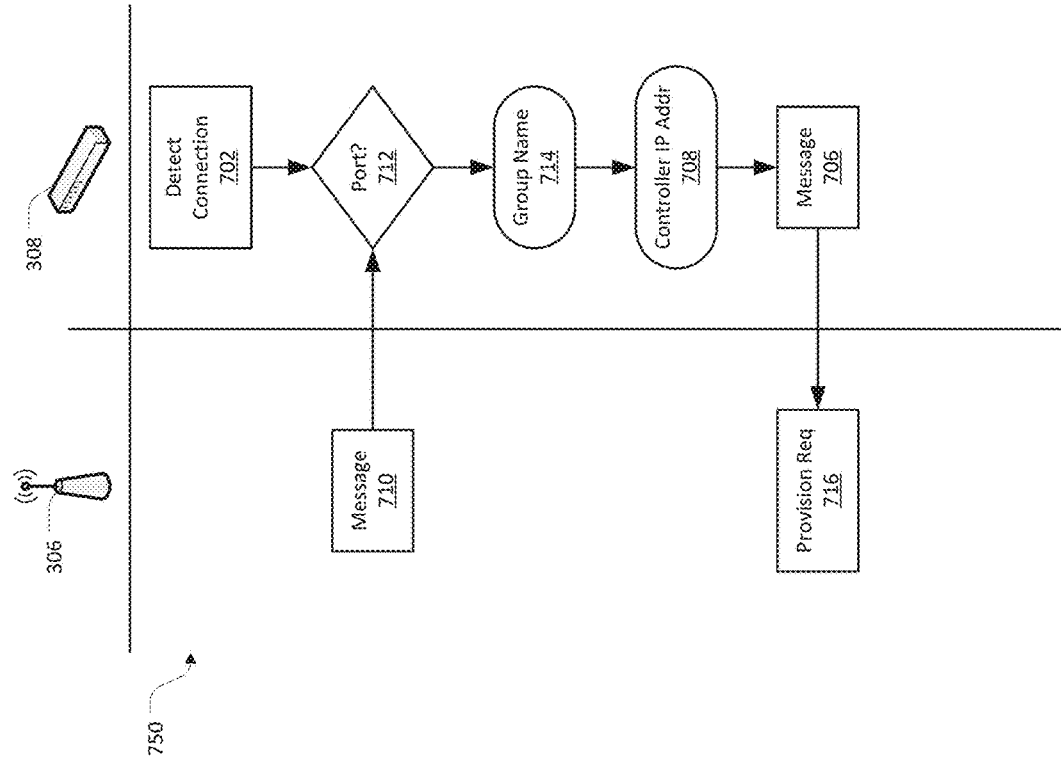 750
306
308
Detect
Connection
702
Message
710
Port?
712
Group Name
714
Controller IP Addr
708
Message
706
Provision Req
716